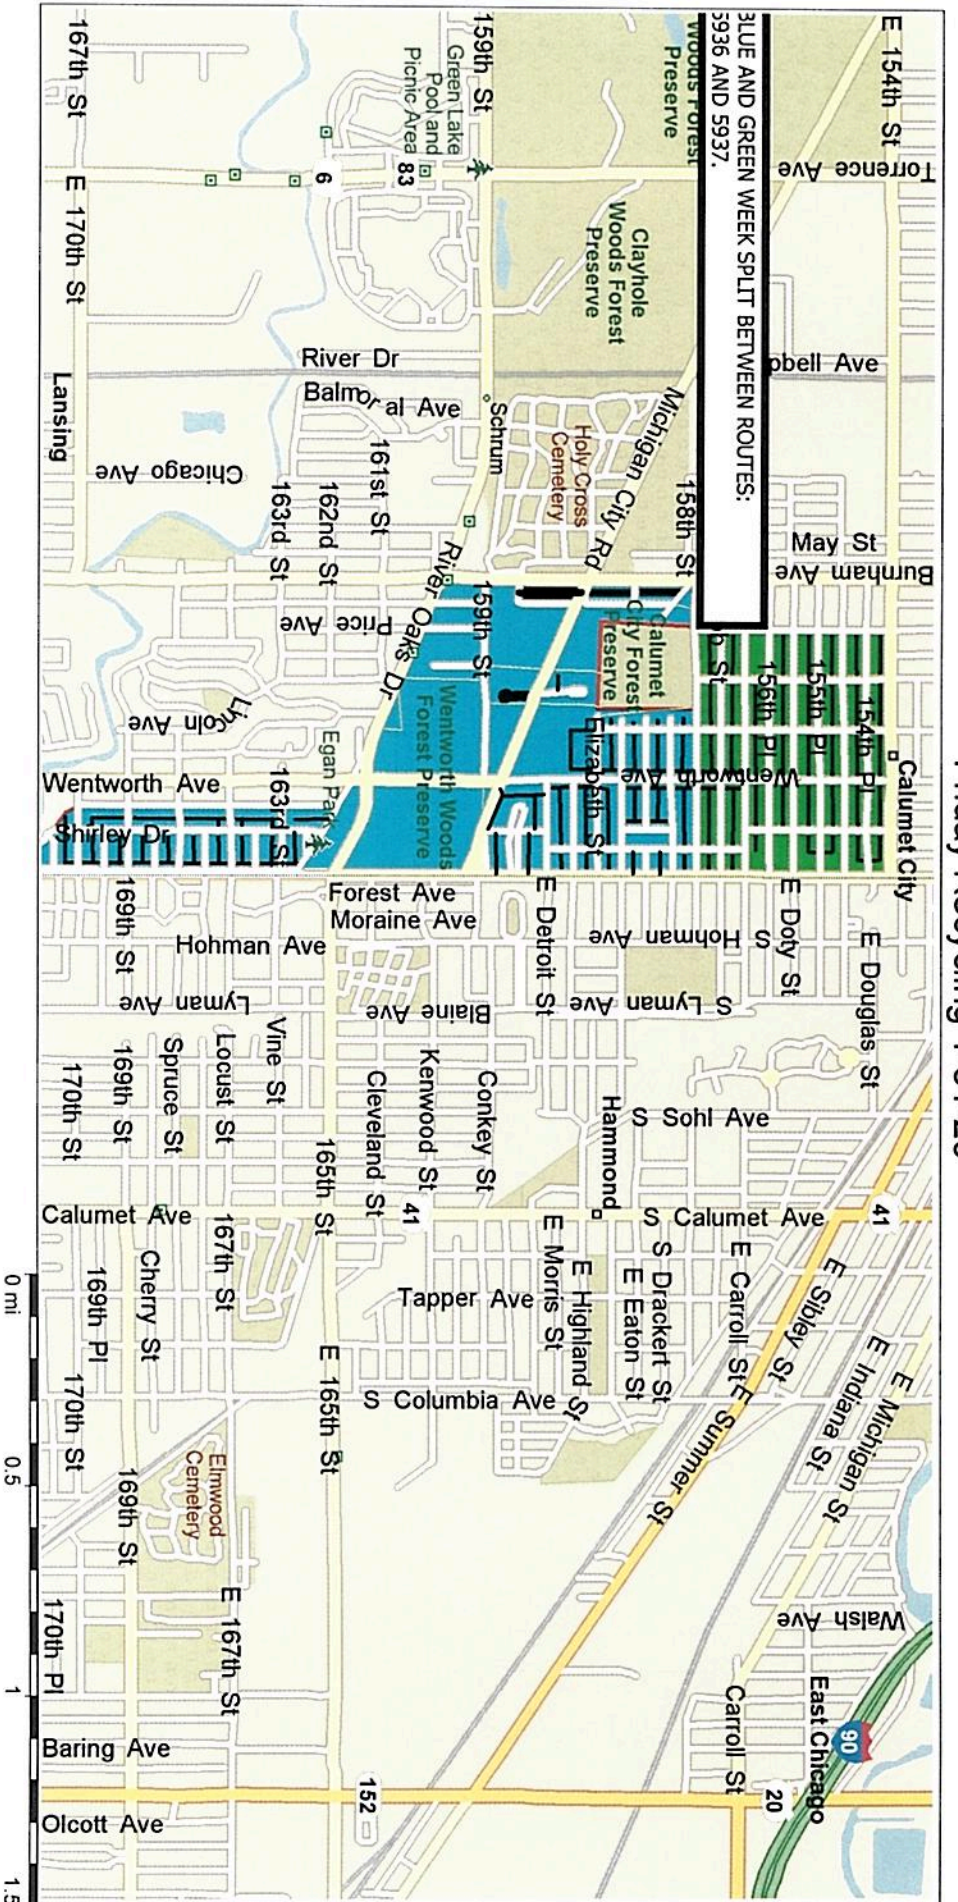 BLUE AND GREEN WEEK SPLIT BETWEEN ROUTES:
5936 AND 5937.
E 154th St
Torrence Ave
Woods Forest
Preserve
159th St
Green Lake
Pool and
Picnic Area
167th St
83
6
E 170th St
Clayhole
Woods Forest
Preserve
River Dr
Balmoral Ave
Schrum
Lansing
Chicago Ave
Michigan City Rd
Holy Cross
Cemetery
161st St
162nd St
163rd St
158th St
May St
Burnham Ave
River Oaks Dr
159th St
Price Ave
Calumet
City Forest
Preserve
156th Pl
155th Pl
154th Pl
Lincoln Ave
Wentworth Woods
Forest Preserve
Egan Park
Elizabeth St
Wentworth Ave
Wentworth Ave
163rd St
Shirley Dr
Calumet City
Forest Ave
Moraine Ave
E Detroit St
E Doty St
S Hohman Ave
E Douglas St
169th St
Hohman Ave
Lyman Ave
Blaine Ave
S Lyman Ave
Vine St
Locust St
Spruce St
169th St
170th St
Kenwood St
Cleveland St
Conkey St
Hammond
S Sohl Ave
165th St
Calumet Ave
41
S Calumet Ave
41
167th St
Cherry St
169th Pl
Tapper Ave
E Morris St
E Highland St
E Eaton St
S Drackert St
E Carroll St
E Sibley St
E Indiana St
E Michigan St
E Summer St
170th St
E 165th St
S Columbia Ave
Elmwood
Cemetery
169th St
E 167th St
170th Pl
Walsh Ave
East Chicago
90
Carroll St
20
Baring Ave
152
Olcott Ave
0 mi
0.5
1